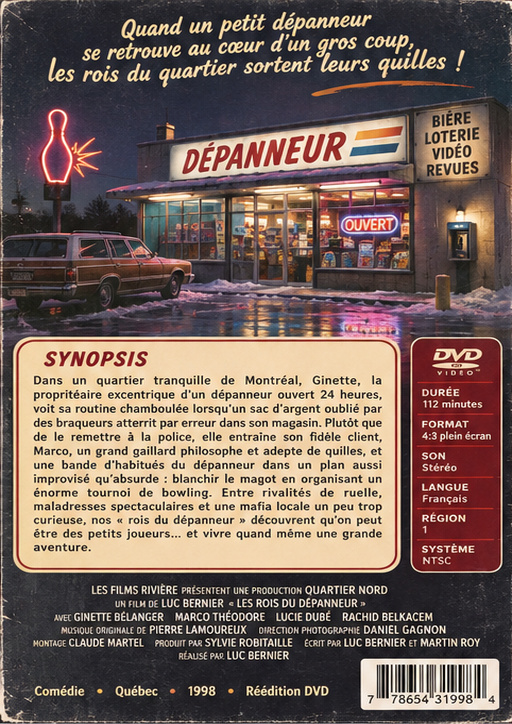 Quand un petit dépanneur
se retrouve au cœur d'un gros coup,
les rois du quartier sortent leurs quilles !
DÉPANNEUR
BIÈRE
LOTERIE
VIDÉO
REVUES
OUVERT
SYNOPSIS
Dans un quartier tranquille de Montréal, Ginette, la
propritéaire excentrique d'un dépanneur ouvert 24 heures,
voit sa routine chamboulée lorsqu'un sac d'argent oublié par
des braqueurs atterrit par erreur dans son magasin. Plutôt que
de le remettre à la police, elle entraîne son fidèle client,
Marco, un grand gaillard philosophe et adepte de quilles, et
une bande d'habitués du dépanneur dans un plan aussi
improvisé qu'absurde : blanchir le magot en organisant un
énorme tournoi de bowling. Entre rivalités de ruelle,
maladresses spectaculaires et une mafia locale un peu trop
curieuse, nos « rois du dépanneur » découvrent qu'on peut
étre des petits joueurs... et vivre quand même une grande
aventure.
DVD
VIDEO™
DURÉE
112 minutes
FORMAT
4:3 plein écran
SON
Stéréo
LANGUE
Français
RÉGION
1
SYSTÈME
NTSC
LES FILMS RIVIÈRE PRÉSENTENT UNE PRODUCTION QUARTIER NORD
UN FILM DE LUC BERNIER « LES ROIS DU DÉPANNEUR »
AVEC GINETTE BÉLANGER MARCO THÉODORE LUCIE DUBÉ RACHID BELKACEM
MUSIQUE ORIGINALE DE PIERRE LAMOUREUX DIRECTION PHOTOGRAPHIE DANIEL GAGNON
MONTAGE CLAUDE MARTEL PRODUIT PAR SYLVIE ROBITAILLE ÉCRIT PAR LUC BERNIER ET MARTIN ROY
RÉALISÉ PAR LUC BERNIER
Comédie • Québec • 1998 • Réédition DVD
7 78654 31998 4